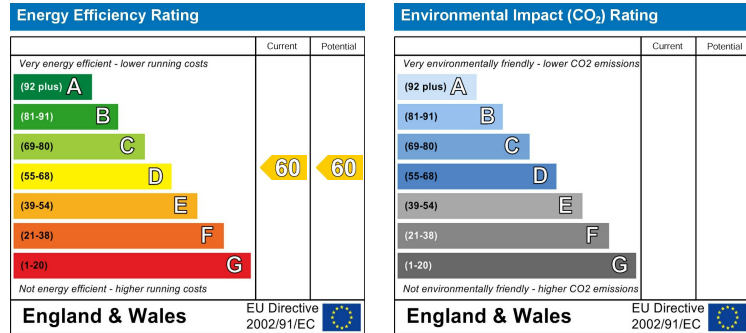 Energy Efficiency Rating
Current Potential
Very energy efficient - lower running costs
(92 plus) A
(81-91) B
(69-80) C
(55-68) D
60 60
(39-54) E
(21-38) F
(1-20) G
Not energy efficient - higher running costs
England & Wales
EU Directive
2002/91/EC
Environmental Impact (CO2) Rating
Current Potential
Very environmentally friendly - lower CO2 emissions
(92 plus) A
(81-91) B
(69-80) C
(55-68) D
(39-54) E
(21-38) F
(1-20) G
Not environmentally friendly - higher CO2 emissions
England & Wales
EU Directive
2002/91/EC